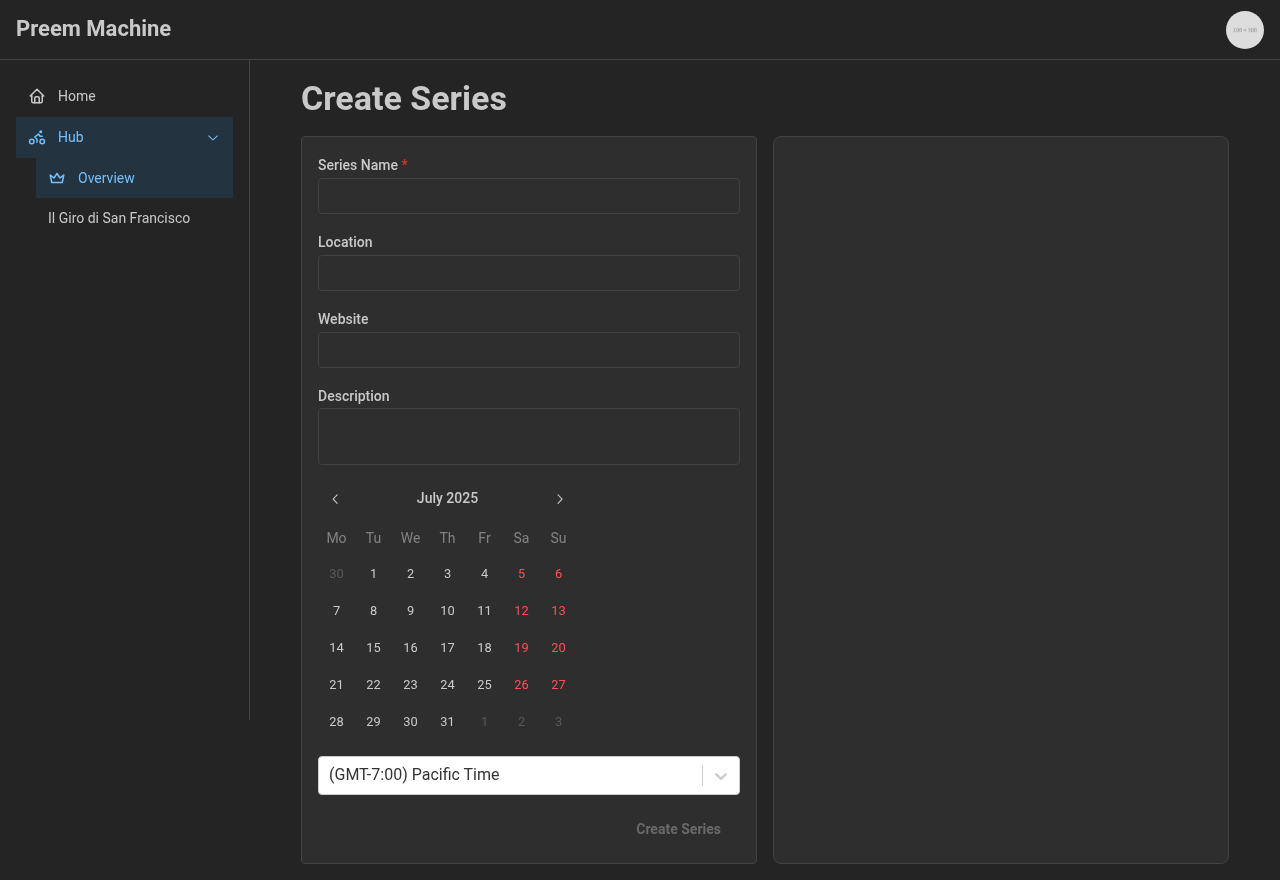 Preem Machine
100 × 100
Home
Hub
Overview
Il Giro di San Francisco
Create Series
Series Name *
Location
Website
Description
July 2025
Mo Tu We Th Fr Sa Su
30 1 2 3 4 5 6
7 8 9 10 11 12 13
14 15 16 17 18 19 20
21 22 23 24 25 26 27
28 29 30 31 1 2 3
(GMT-7:00) Pacific Time
Create Series